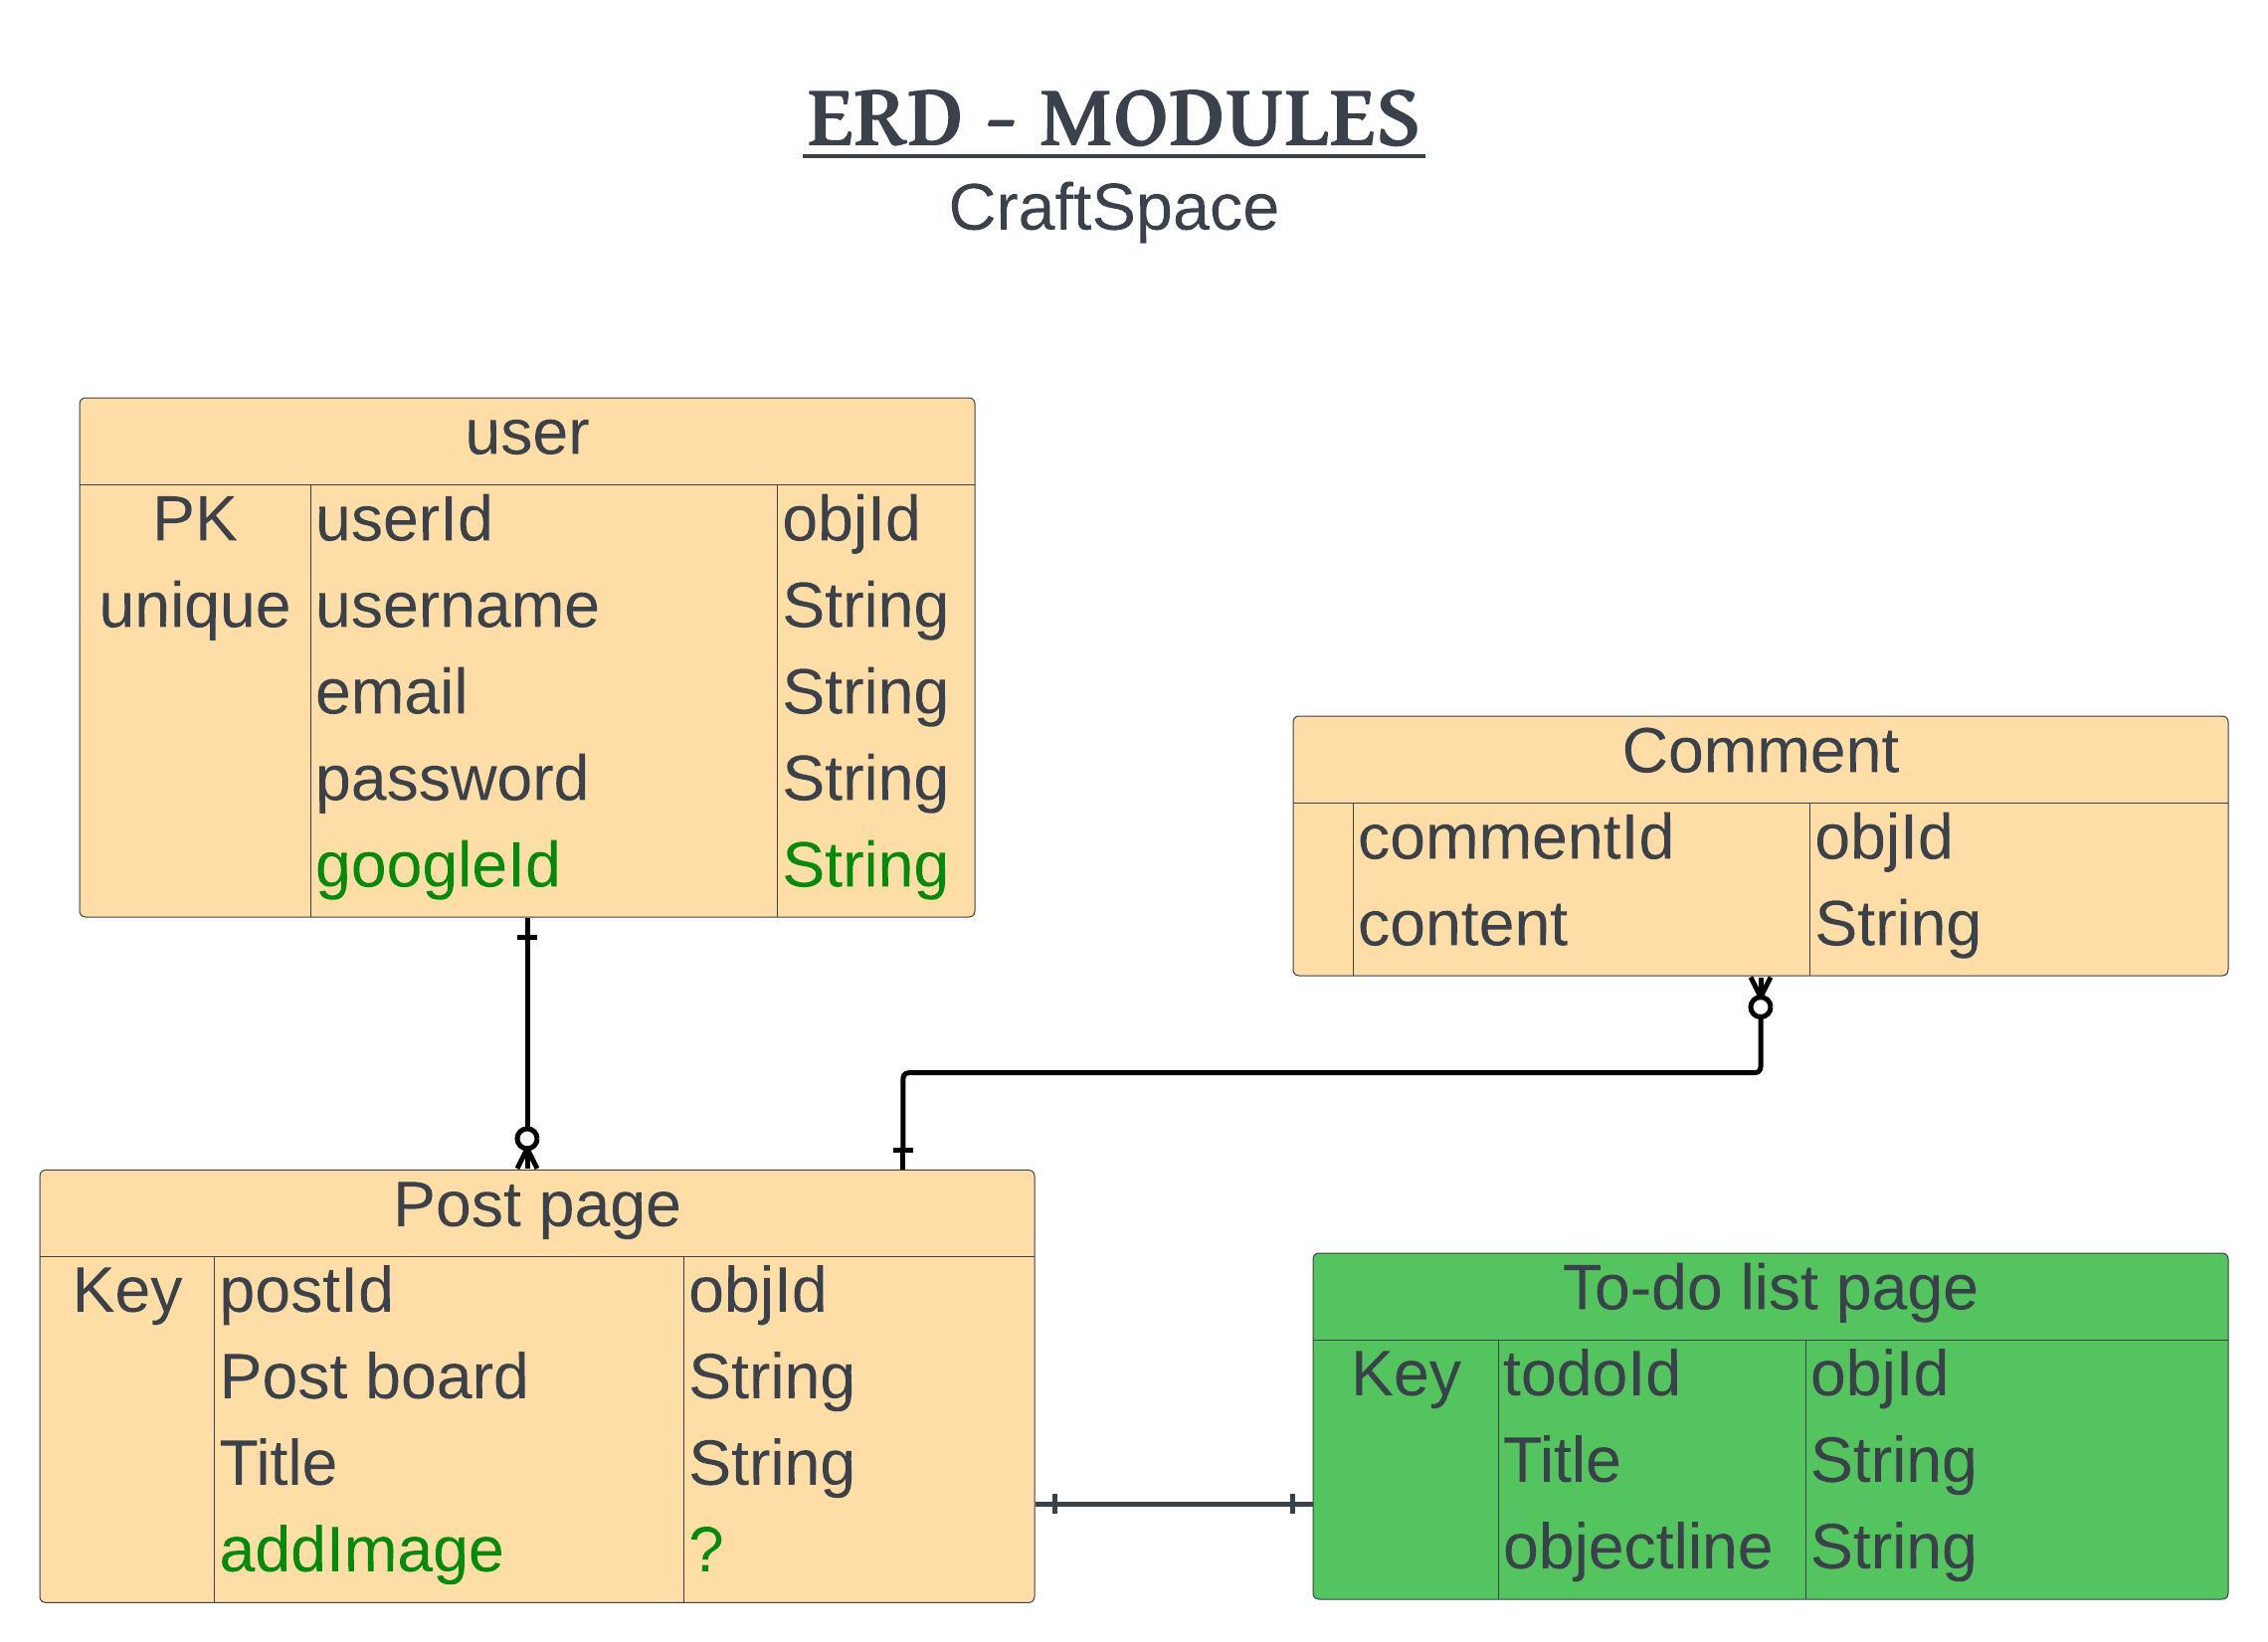 ERD - MODULES
CraftSpace
user
PK userId objId
unique username String
email String
password String
googleId String
Comment
commentId objId
content String
Post page
Key postId objId
Post board String
Title String
addImage ?
To-do list page
Key todoId objId
Title String
objectline String